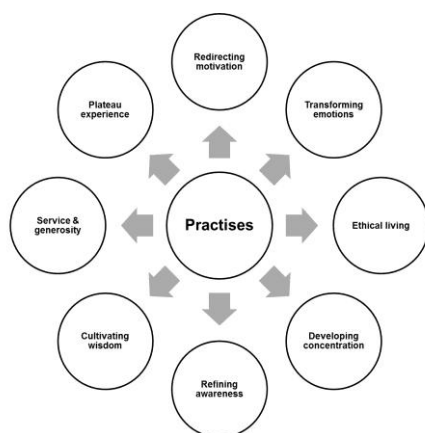 Redirecting
motivation
Plateau
experience
Transforming
emotions
Service &
generosity
Practises
Ethical living
Cultivating
wisdom
Developing
concentration
Refining
awareness